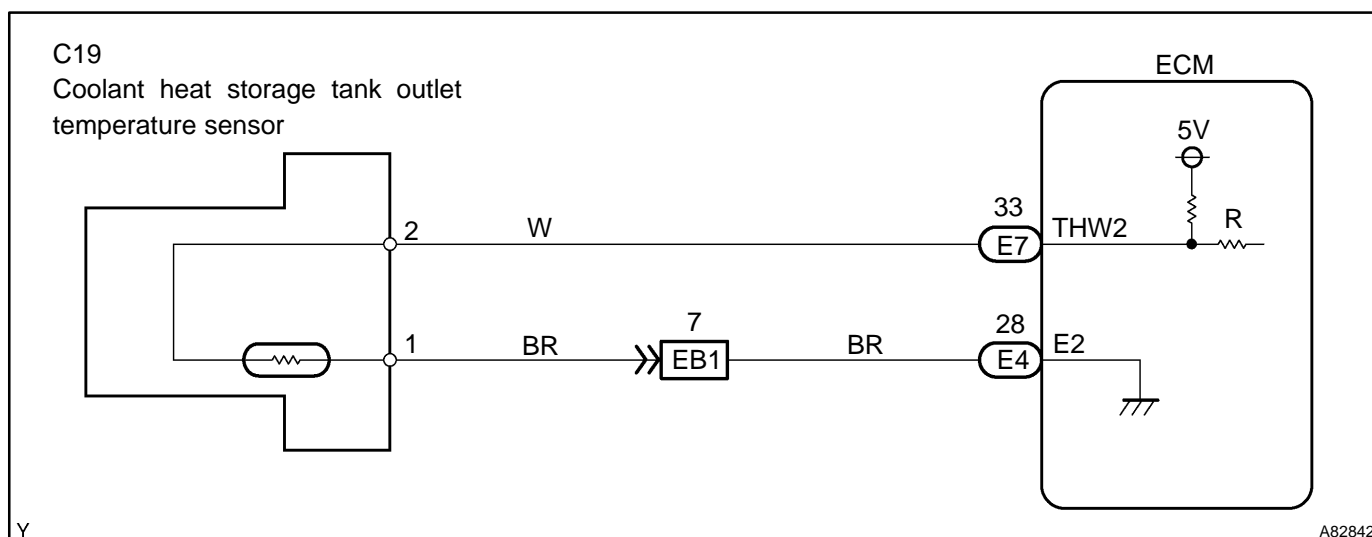 C19
Coolant heat storage tank outlet
temperature sensor
ECM
5V
2
W
33
E7
THW2
R
1
BR
7
EB1
BR
28
E4
E2
Y
A82842